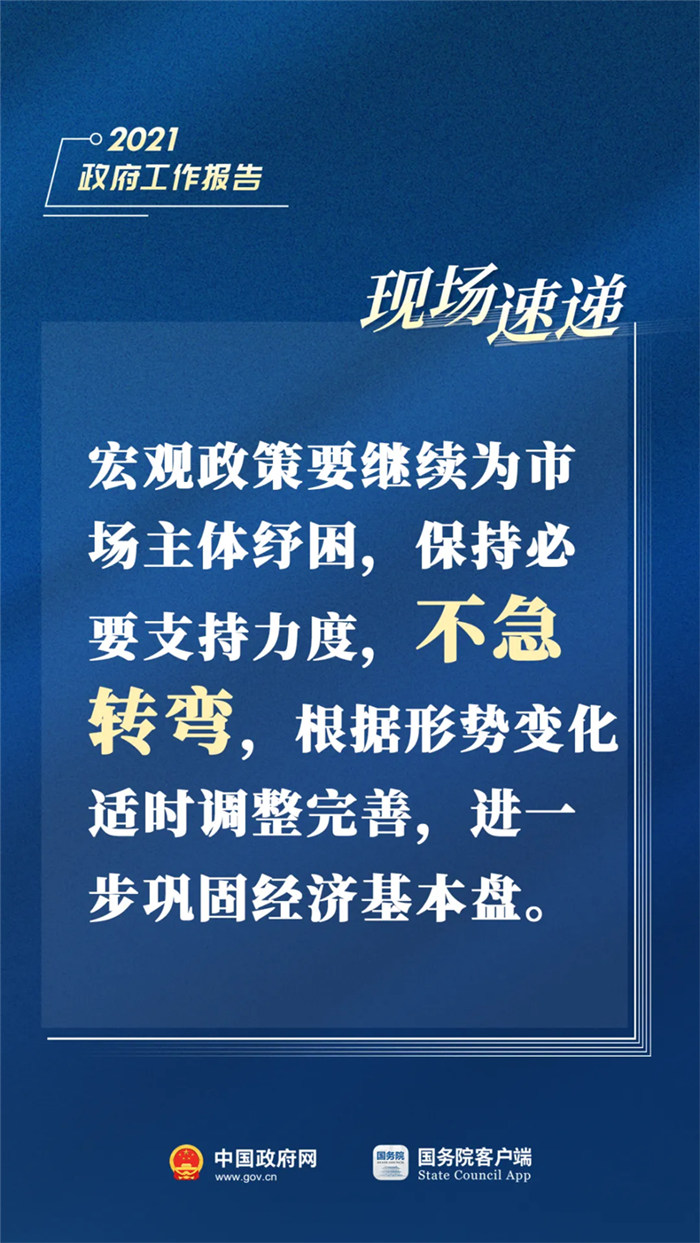 2021
政府工作报告
现场速递
宏观政策要继续为市
场主体纾困，保持必
要支持力度，不急
转弯，根据形势变化
适时调整完善，进一
步巩固经济基本盘。
中国政府网
www.gov.cn
国务院
国务院客户端
State Council App